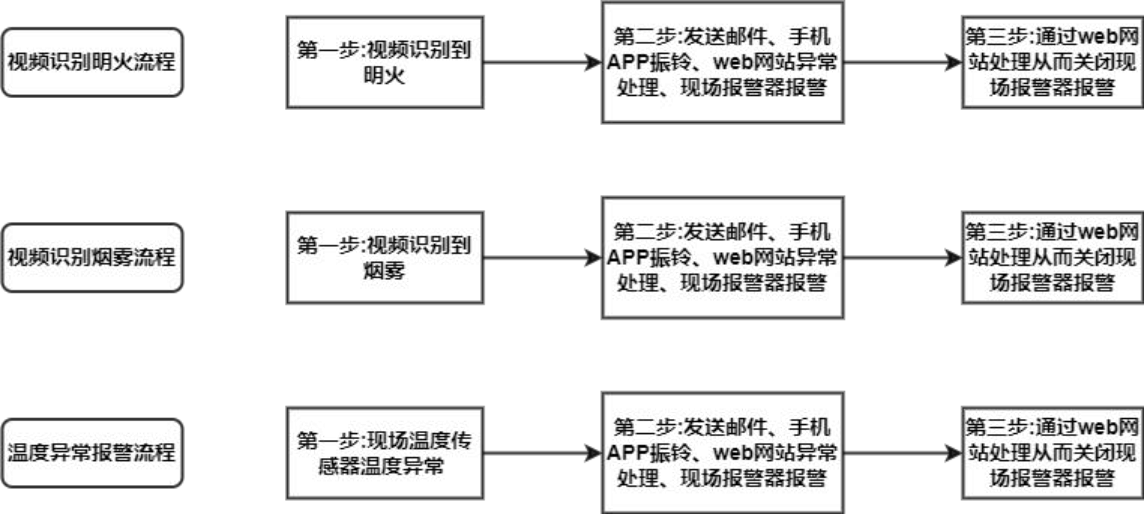 视频识别明火流程
第一步:视频识别到
明火
第二步:发送邮件、手机
APP振铃、web网站异常
处理、现场报警器报警
第三步:通过web网
站处理从而关闭现
场报警器报警
视频识别烟雾流程
第一步:视频识别到
烟雾
第二步:发送邮件、手机
APP振铃、web网站异常
处理、现场报警器报警
第三步:通过web网
站处理从而关闭现
场报警器报警
温度异常报警流程
第一步:现场温度传
感器温度异常
第二步:发送邮件、手机
APP振铃、web网站异常
处理、现场报警器报警
第三步:通过web网
站处理从而关闭现
场报警器报警